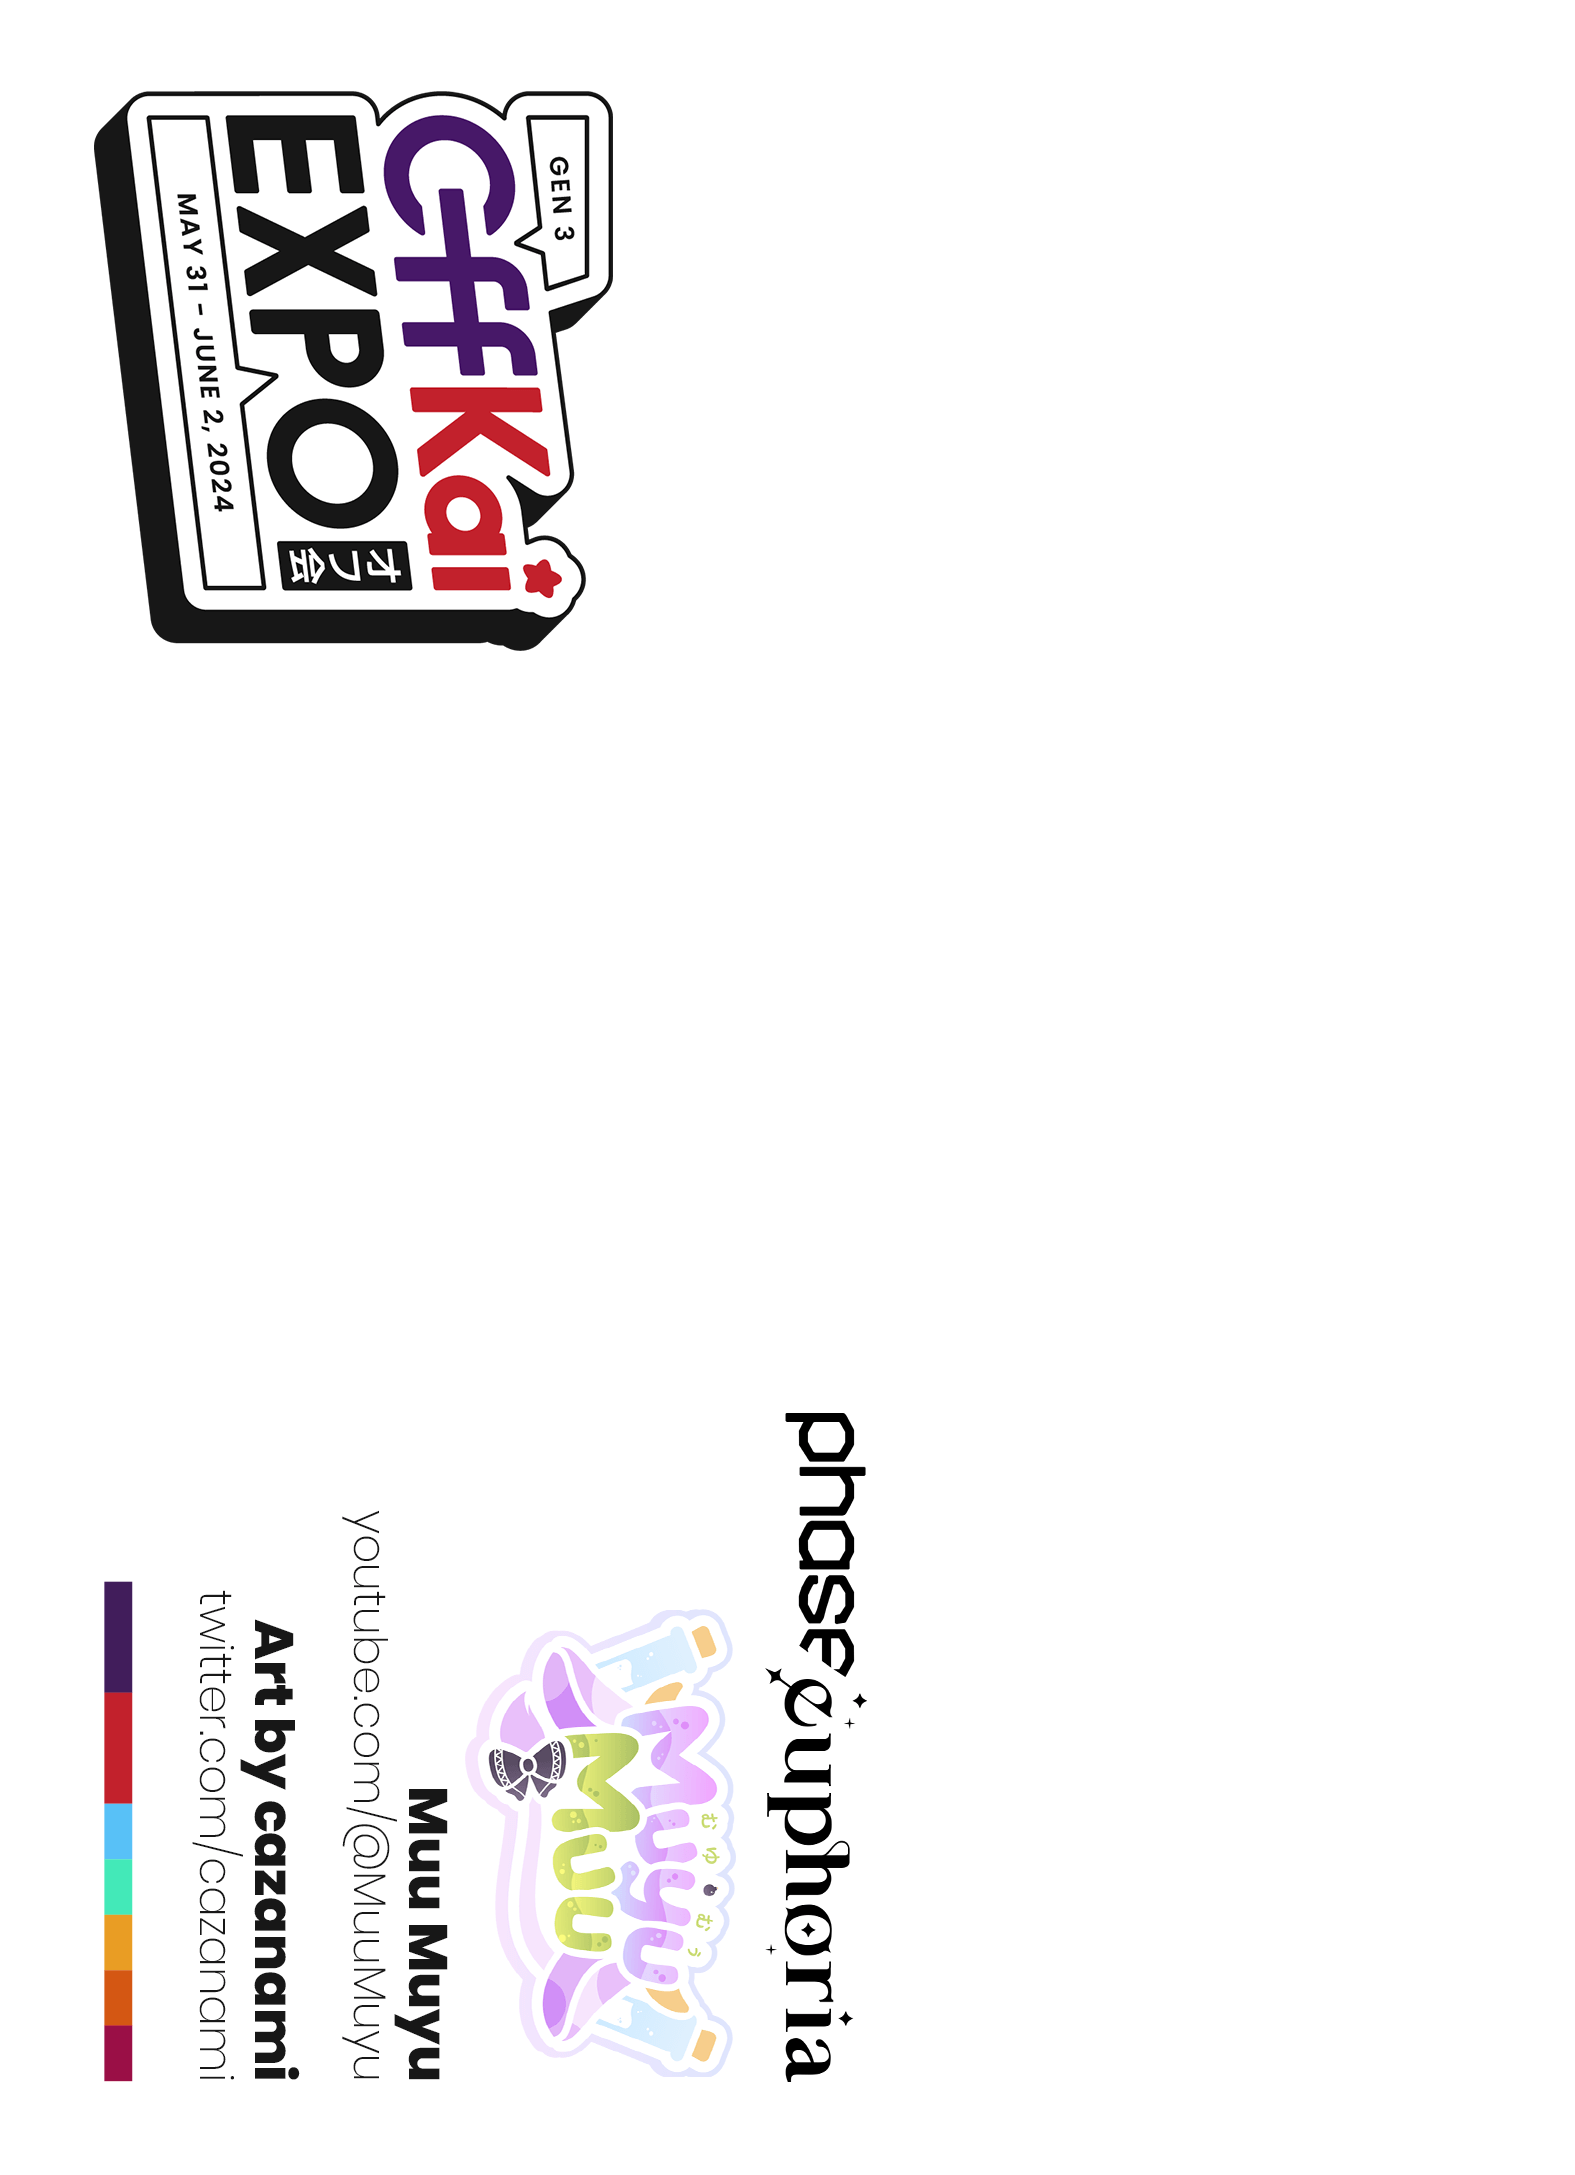 GEN 3
OffKai
EXPO
オフ会
MAY 31 - JUNE 2, 2024
phase euphoria
むゆ むう
Muyu
Muu
Muu Muyu
youtube.com/@MuuMuyu
Art by cazanami
twitter.com/cazanami